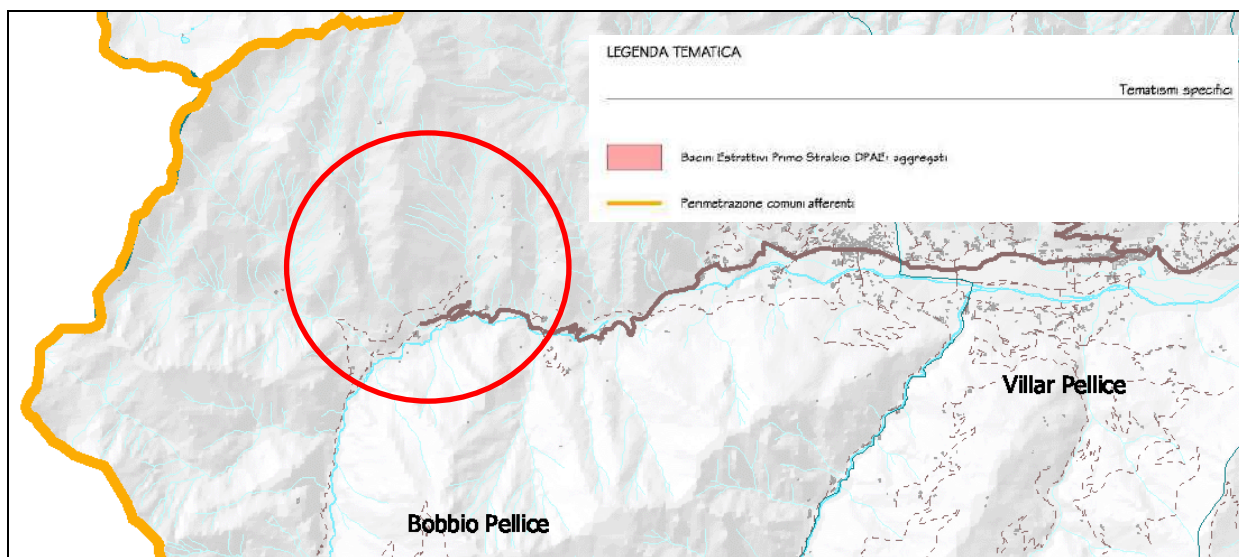 LEGENDA TEMATICA
Tematismi specifici
Bacini Estrattivi Primo Stralcio DPAE: aggregati
Perimetrazione comuni afferenti
Villar Pellice
Bobbio Pellice